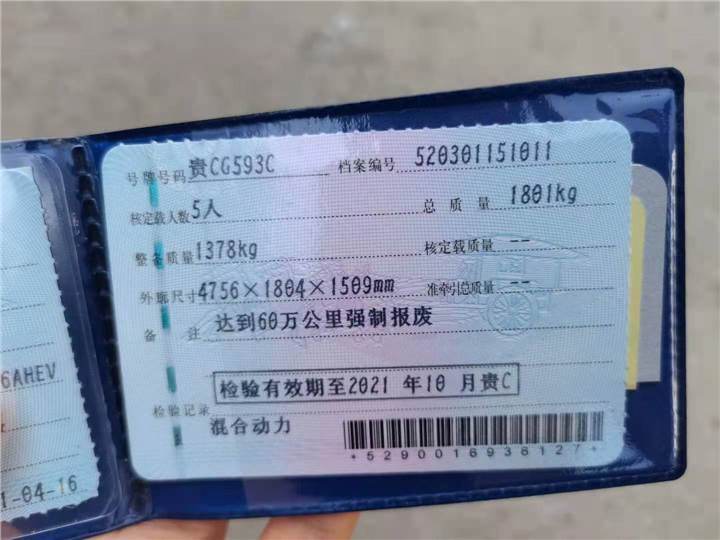 号牌号码 贵CG593C 档案编号 520301151011
核定载人数 5人 总质量 1801kg
整备质量 1378kg 核定载质量 --
外廓尺寸 4756×1804×1509mm 准牵引总质量 --
备注 达到60万公里强制报废
6AHEV
检验有效期至2021 年10 月贵C
检验记录
混合动力
*5290016936127*
1-04-16